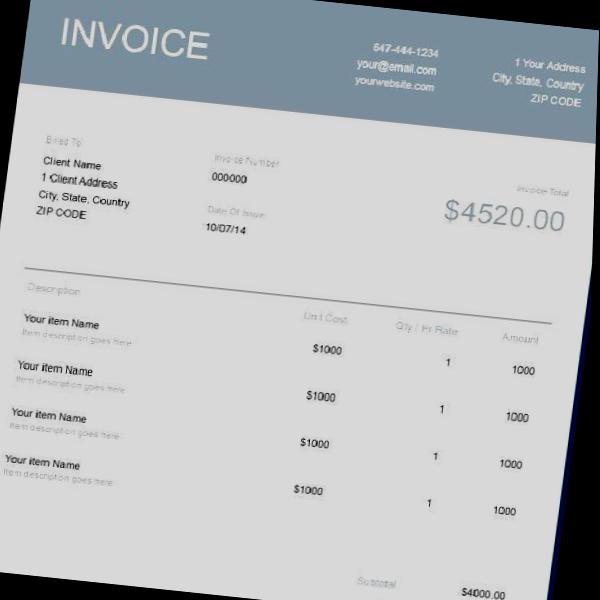 INVOICE
647-444-1234
your@email.com
yourwebsite.com
1 Your Address
City, State, Country
ZIP CODE
Billed To
Client Name
1 Client Address
City, State, Country
ZIP CODE
Invoice Number
000000
Date Of Issue
10/07/14
Invoice Total
$4520.00
Description Unit Cost Qty / Hr Rate Amount
Your item Name $1000 1 1000
Item description goes here
Your item Name $1000 1 1000
Item description goes here
Your item Name $1000 1 1000
Item description goes here
Your item Name $1000 1 1000
Item description goes here
Subtotal $4000.00